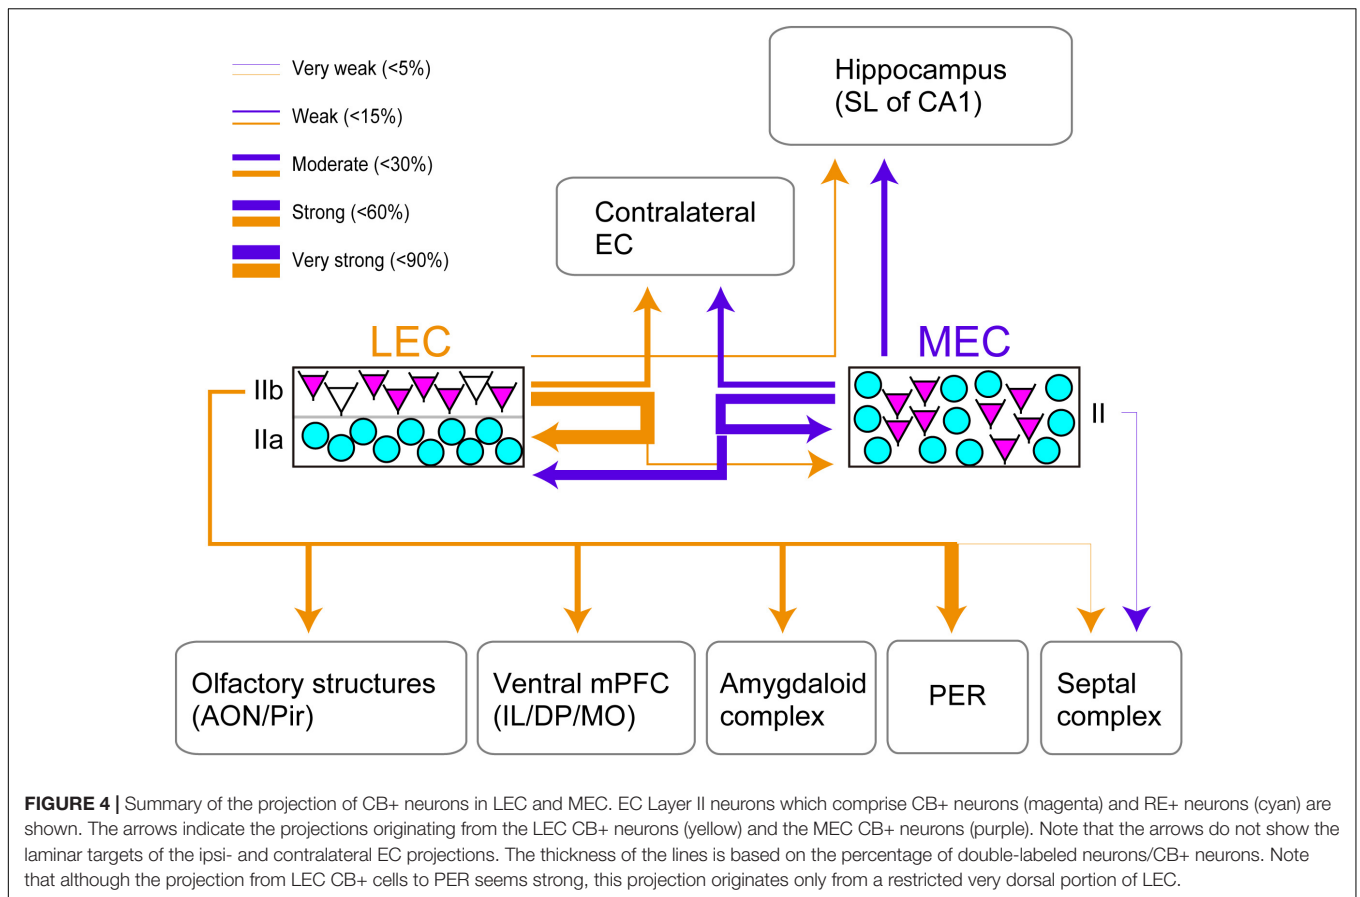 Very weak (<5%)
Weak (<15%)
Moderate (<30%)
Strong (<60%)
Very strong (<90%)
Hippocampus
(SL of CA1)
Contralateral
EC
LEC
MEC
IIb
IIa
II
Olfactory structures
(AON/Pir)
Ventral mPFC
(IL/DP/MO)
Amygdaloid
complex
PER
Septal
complex
FIGURE 4 | Summary of the projection of CB+ neurons in LEC and MEC. EC Layer II neurons which comprise CB+ neurons (magenta) and RE+ neurons (cyan) are
shown. The arrows indicate the projections originating from the LEC CB+ neurons (yellow) and the MEC CB+ neurons (purple). Note that the arrows do not show the
laminar targets of the ipsi- and contralateral EC projections. The thickness of the lines is based on the percentage of double-labeled neurons/CB+ neurons. Note
that although the projection from LEC CB+ cells to PER seems strong, this projection originates only from a restricted very dorsal portion of LEC.